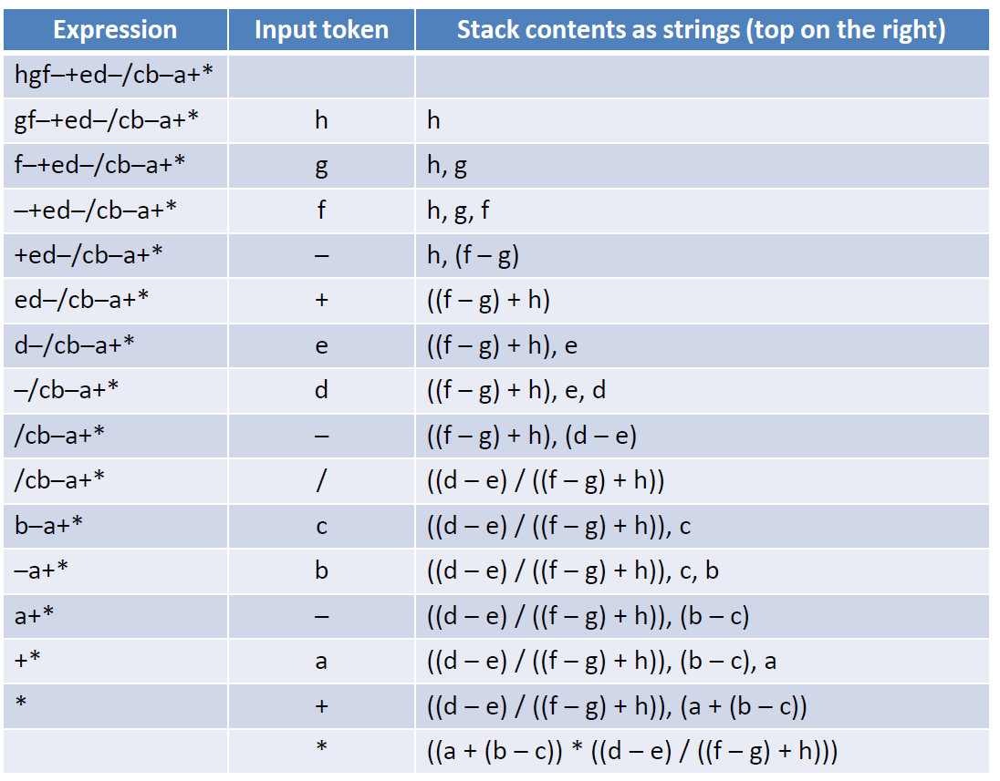 Expression Input token Stack contents as strings (top on the right)
hgf–+ed–/cb–a+*
gf–+ed–/cb–a+* h h
f–+ed–/cb–a+* g h, g
–+ed–/cb–a+* f h, g, f
+ed–/cb–a+* – h, (f – g)
ed–/cb–a+* + ((f – g) + h)
d–/cb–a+* e ((f – g) + h), e
–/cb–a+* d ((f – g) + h), e, d
/cb–a+* – ((f – g) + h), (d – e)
/cb–a+* / ((d – e) / ((f – g) + h))
b–a+* c ((d – e) / ((f – g) + h)), c
–a+* b ((d – e) / ((f – g) + h)), c, b
a+* – ((d – e) / ((f – g) + h)), (b – c)
+* a ((d – e) / ((f – g) + h)), (b – c), a
* + ((d – e) / ((f – g) + h)), (a + (b – c))
* ((a + (b – c)) * ((d – e) / ((f – g) + h)))